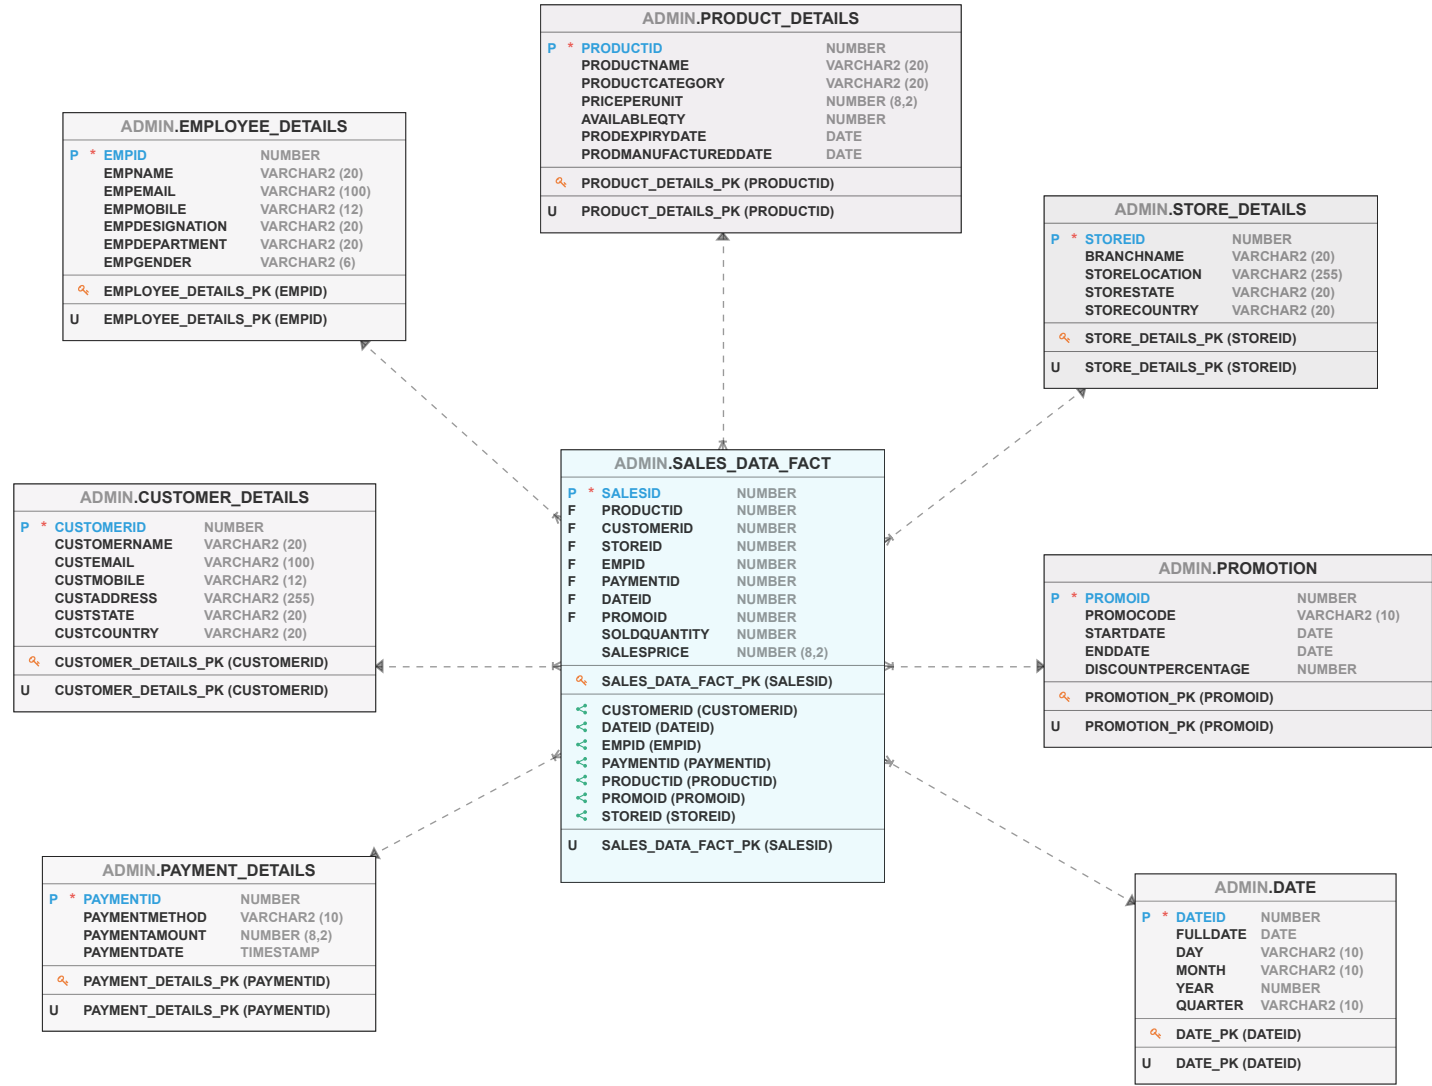 ADMIN.PRODUCT_DETAILS
P * PRODUCTID NUMBER
PRODUCTNAME VARCHAR2 (20)
PRODUCTCATEGORY VARCHAR2 (20)
PRICEPERUNIT NUMBER (8,2)
AVAILABLEQTY NUMBER
PRODEXPIRYDATE DATE
PRODMANUFACTUREDDATE DATE
PRODUCT_DETAILS_PK (PRODUCTID)
U PRODUCT_DETAILS_PK (PRODUCTID)
ADMIN.EMPLOYEE_DETAILS
P * EMPID NUMBER
EMPNAME VARCHAR2 (20)
EMPEMAIL VARCHAR2 (100)
EMPMOBILE VARCHAR2 (12)
EMPDESIGNATION VARCHAR2 (20)
EMPDEPARTMENT VARCHAR2 (20)
EMPGENDER VARCHAR2 (6)
EMPLOYEE_DETAILS_PK (EMPID)
U EMPLOYEE_DETAILS_PK (EMPID)
ADMIN.STORE_DETAILS
P * STOREID NUMBER
BRANCHNAME VARCHAR2 (20)
STORELOCATION VARCHAR2 (255)
STORESTATE VARCHAR2 (20)
STORECOUNTRY VARCHAR2 (20)
STORE_DETAILS_PK (STOREID)
U STORE_DETAILS_PK (STOREID)
ADMIN.SALES_DATA_FACT
P * SALESID NUMBER
F PRODUCTID NUMBER
F CUSTOMERID NUMBER
F STOREID NUMBER
F EMPID NUMBER
F PAYMENTID NUMBER
F DATEID NUMBER
F PROMOID NUMBER
SOLDQUANTITY NUMBER
SALESPRICE NUMBER (8,2)
SALES_DATA_FACT_PK (SALESID)
CUSTOMERID (CUSTOMERID)
DATEID (DATEID)
EMPID (EMPID)
PAYMENTID (PAYMENTID)
PRODUCTID (PRODUCTID)
PROMOID (PROMOID)
STOREID (STOREID)
U SALES_DATA_FACT_PK (SALESID)
ADMIN.CUSTOMER_DETAILS
P * CUSTOMERID NUMBER
CUSTOMERNAME VARCHAR2 (20)
CUSTEMAIL VARCHAR2 (100)
CUSTMOBILE VARCHAR2 (12)
CUSTADDRESS VARCHAR2 (255)
CUSTSTATE VARCHAR2 (20)
CUSTCOUNTRY VARCHAR2 (20)
CUSTOMER_DETAILS_PK (CUSTOMERID)
U CUSTOMER_DETAILS_PK (CUSTOMERID)
ADMIN.PROMOTION
P * PROMOID NUMBER
PROMOCODE VARCHAR2 (10)
STARTDATE DATE
ENDDATE DATE
DISCOUNTPERCENTAGE NUMBER
PROMOTION_PK (PROMOID)
U PROMOTION_PK (PROMOID)
ADMIN.PAYMENT_DETAILS
P * PAYMENTID NUMBER
PAYMENTMETHOD VARCHAR2 (10)
PAYMENTAMOUNT NUMBER (8,2)
PAYMENTDATE TIMESTAMP
PAYMENT_DETAILS_PK (PAYMENTID)
U PAYMENT_DETAILS_PK (PAYMENTID)
ADMIN.DATE
P * DATEID NUMBER
FULLDATE DATE
DAY VARCHAR2 (10)
MONTH VARCHAR2 (10)
YEAR NUMBER
QUARTER VARCHAR2 (10)
DATE_PK (DATEID)
U DATE_PK (DATEID)